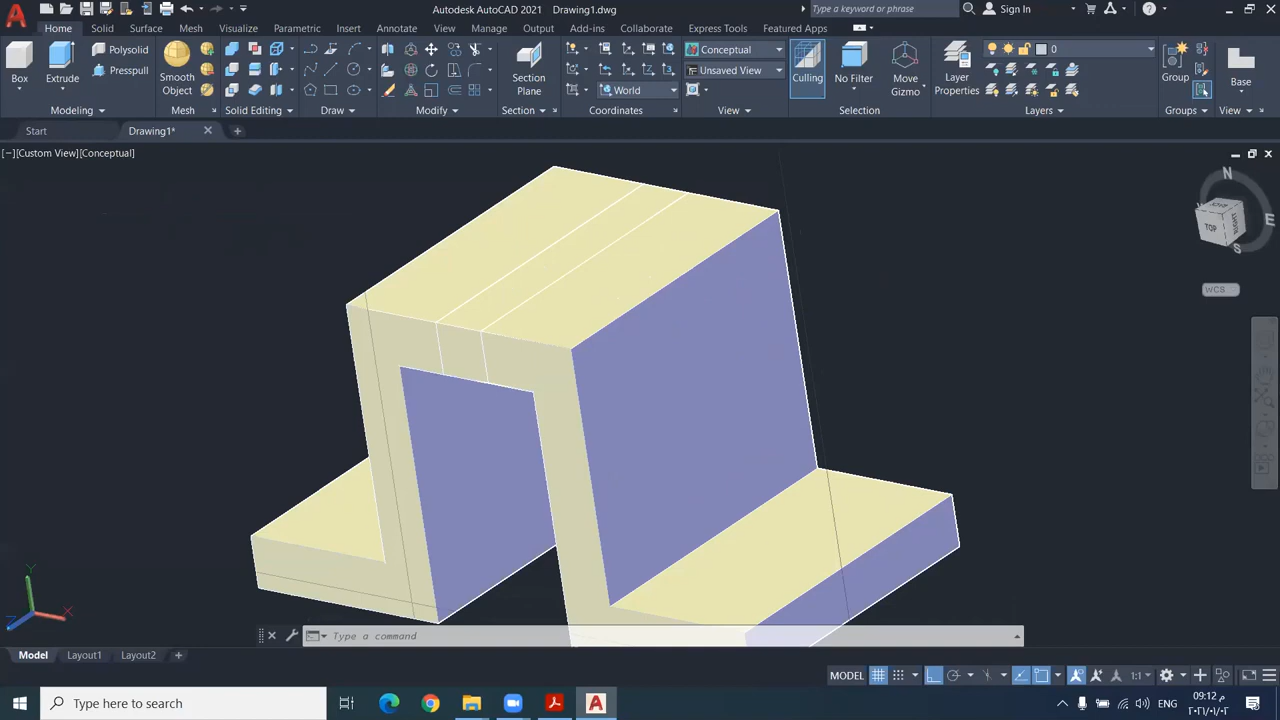 Autodesk AutoCAD 2021 Drawing1.dwg
Type a keyword or phrase
Sign In
Home Solid Surface Mesh Visualize Parametric Insert Annotate View Manage Output Add-ins Collaborate Express Tools Featured Apps
Box
Extrude
Polysolid
Presspull
Smooth Object
Section Plane
Conceptual
Unsaved View
World
Culling
No Filter
Move Gizmo
Layer Properties
0
Group
Base
Modeling Mesh Solid Editing Draw Modify Section Coordinates View Selection Layers Groups View
Start Drawing1*
[−][Custom View][Conceptual]
N
E
S
TOP
RIGHT
WCS
Y
X
Z
Type a command
Model Layout1 Layout2
MODEL
1:1
Type here to search
09:12 م